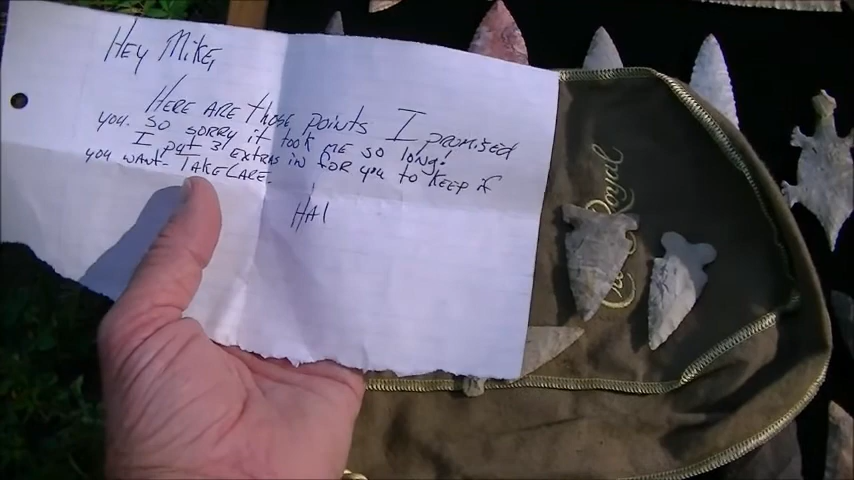 Hey Mike,
Here are those points I promised
you. So sorry it took me so long!
I put 3 extras in for you to keep if
you want. Take Care.
Hal
Royal